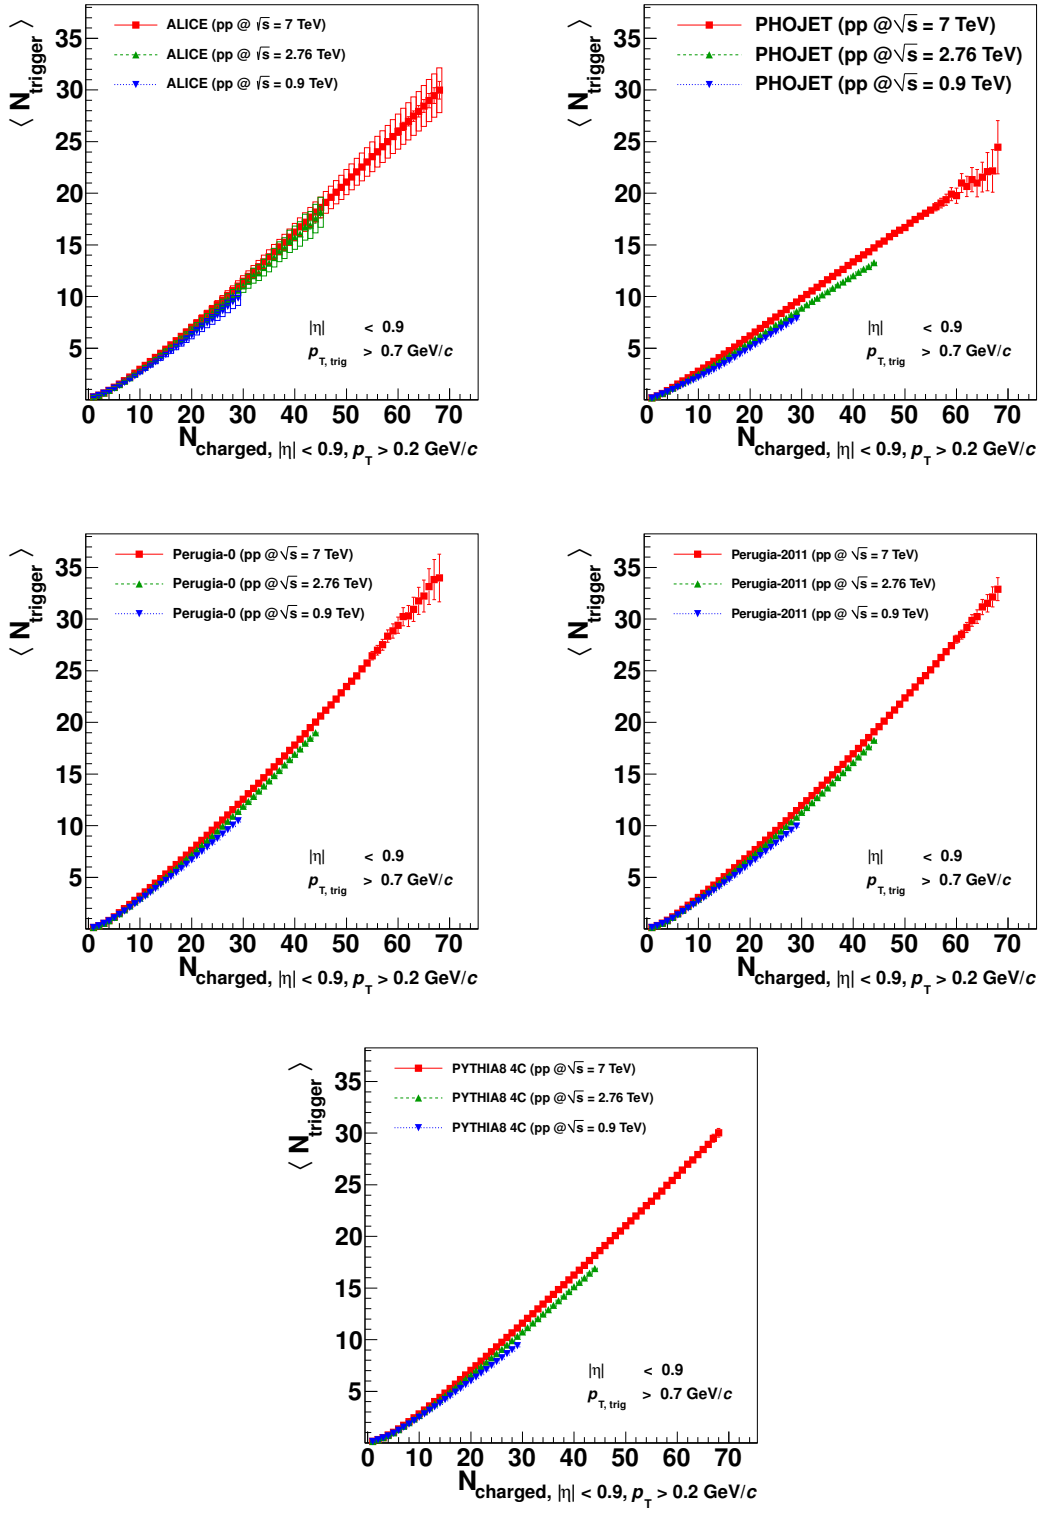 ⟨ N_trigger ⟩
35
30
25
20
15
10
5
ALICE (pp @ √s = 7 TeV)
ALICE (pp @ √s = 2.76 TeV)
ALICE (pp @ √s = 0.9 TeV)
|η| < 0.9
p_T, trig > 0.7 GeV/c
0 10 20 30 40 50 60 70
N_charged, |η| < 0.9, p_T > 0.2 GeV/c
⟨ N_trigger ⟩
35
30
25
20
15
10
5
PHOJET (pp @√s = 7 TeV)
PHOJET (pp @√s = 2.76 TeV)
PHOJET (pp @√s = 0.9 TeV)
|η| < 0.9
p_T, trig > 0.7 GeV/c
0 10 20 30 40 50 60 70
N_charged, |η| < 0.9, p_T > 0.2 GeV/c
⟨ N_trigger ⟩
35
30
25
20
15
10
5
Perugia-0 (pp @√s = 7 TeV)
Perugia-0 (pp @√s = 2.76 TeV)
Perugia-0 (pp @√s = 0.9 TeV)
|η| < 0.9
p_T, trig > 0.7 GeV/c
0 10 20 30 40 50 60 70
N_charged, |η| < 0.9, p_T > 0.2 GeV/c
⟨ N_trigger ⟩
35
30
25
20
15
10
5
Perugia-2011 (pp @√s = 7 TeV)
Perugia-2011 (pp @√s = 2.76 TeV)
Perugia-2011 (pp @√s = 0.9 TeV)
|η| < 0.9
p_T, trig > 0.7 GeV/c
0 10 20 30 40 50 60 70
N_charged, |η| < 0.9, p_T > 0.2 GeV/c
⟨ N_trigger ⟩
35
30
25
20
15
10
5
PYTHIA8 4C (pp @√s = 7 TeV)
PYTHIA8 4C (pp @√s = 2.76 TeV)
PYTHIA8 4C (pp @√s = 0.9 TeV)
|η| < 0.9
p_T, trig > 0.7 GeV/c
0 10 20 30 40 50 60 70
N_charged, |η| < 0.9, p_T > 0.2 GeV/c